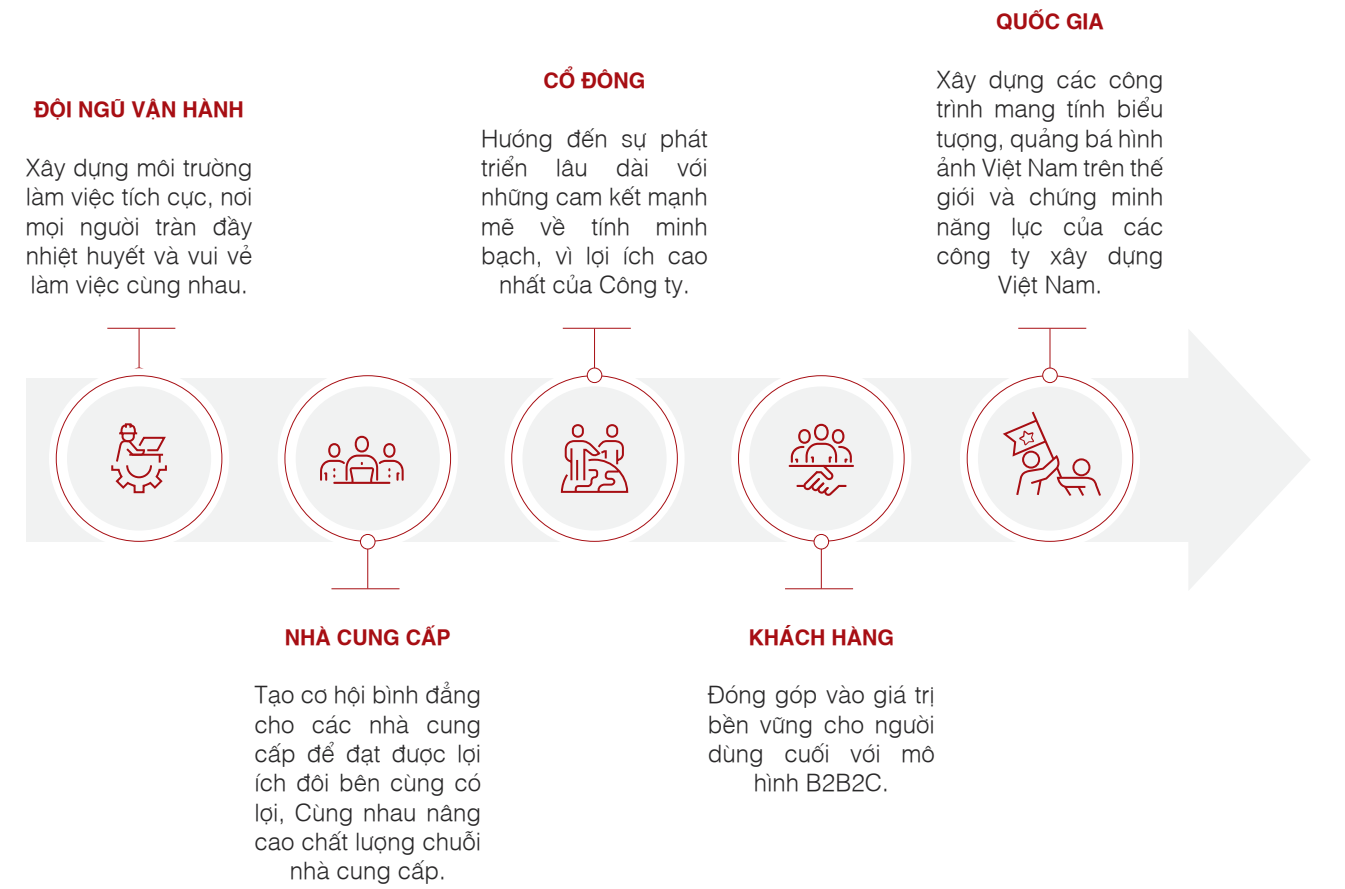 ĐỘI NGŨ VẬN HÀNH
Xây dựng môi trường
làm việc tích cực, nơi
mọi người tràn đầy
nhiệt huyết và vui vẻ
làm việc cùng nhau.
NHÀ CUNG CẤP
Tạo cơ hội bình đẳng
cho các nhà cung
cấp để đạt được lợi
ích đôi bên cùng có
lợi, Cùng nhau nâng
cao chất lượng chuỗi
nhà cung cấp.
CỔ ĐÔNG
Hướng đến sự phát
triển lâu dài với
những cam kết mạnh
mẽ về tính minh
bạch, vì lợi ích cao
nhất của Công ty.
KHÁCH HÀNG
Đóng góp vào giá trị
bền vững cho người
dùng cuối với mô
hình B2B2C.
QUỐC GIA
Xây dựng các công
trình mang tính biểu
tượng, quảng bá hình
ảnh Việt Nam trên thế
giới và chứng minh
năng lực của các
công ty xây dựng
Việt Nam.